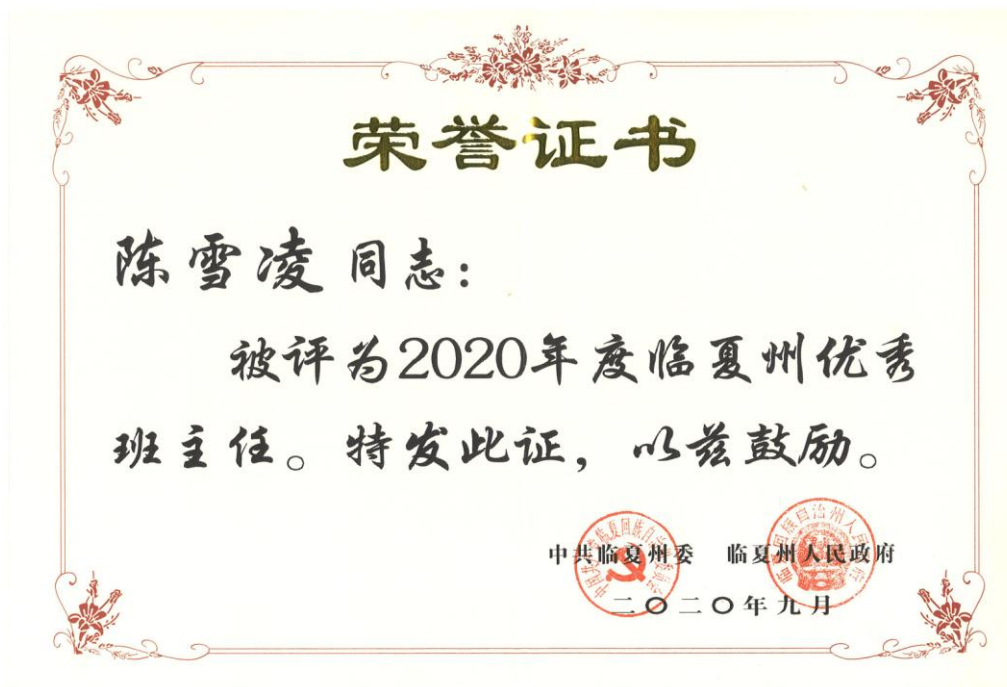 荣誉证书
陈雪凌 同志：
被评为2020年度临夏州优秀
班主任。特发此证，以兹鼓励。
中共临夏州委 临夏州人民政府
二〇二〇年九月